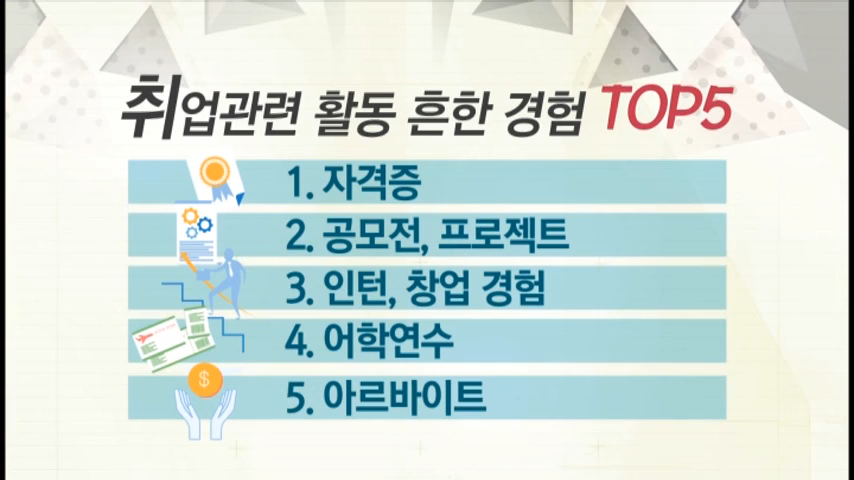 취업관련 활동 흔한 경험 TOP5
1. 자격증
2. 공모전, 프로젝트
3. 인턴, 창업 경험
4. 어학연수
5. 아르바이트